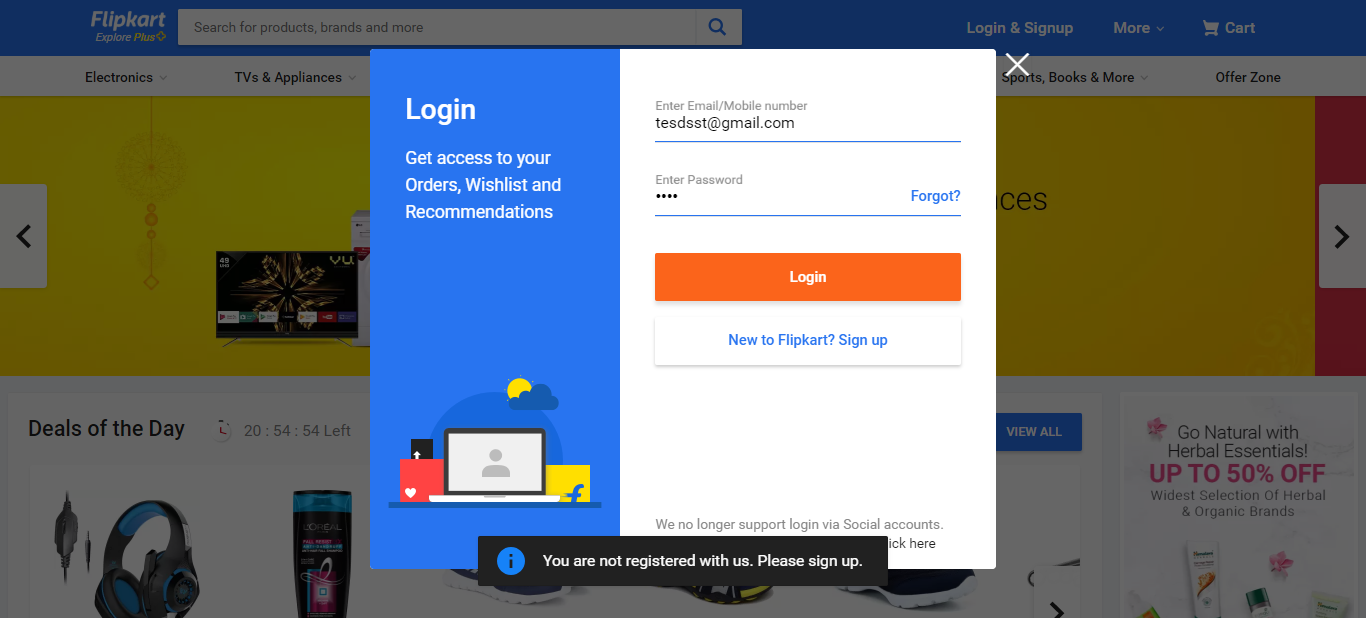 Flipkart
Explore Plus
Search for products, brands and more
Login & Signup
More
Cart
Electronics
TVs & Appliances
Sports, Books & More
Offer Zone
Login
Get access to your
Orders, Wishlist and
Recommendations
Enter Email/Mobile number
tesdsst@gmail.com
Enter Password
••••
Forgot?
Login
New to Flipkart? Sign up
We no longer support login via Social accounts.
ick here
You are not registered with us. Please sign up.
ces
49
UHD
VU
Deals of the Day
20 : 54 : 54 Left
VIEW ALL
L'OREAL
Go Natural with
Herbal Essentials!
UP TO 50% OFF
Widest Selection Of Herbal
& Organic Brands